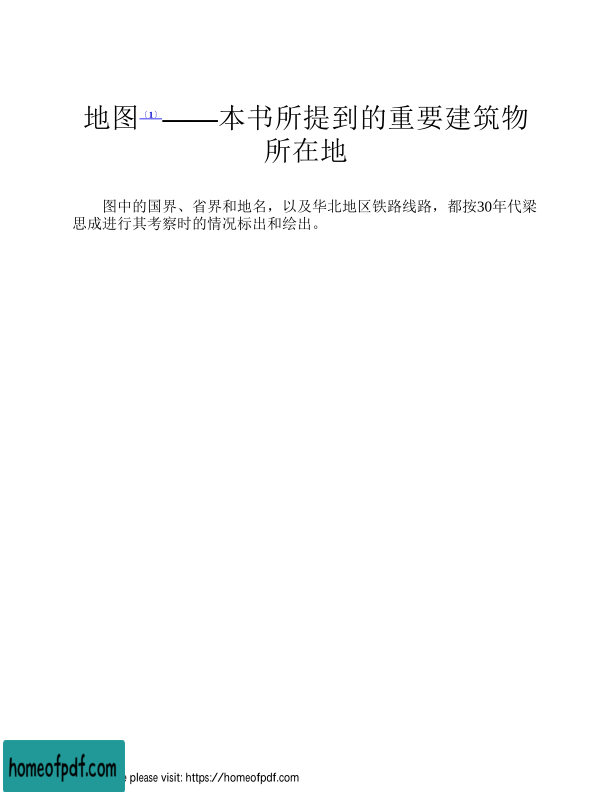 地图〔1〕——本书所提到的重要建筑物
所在地
图中的国界、省界和地名，以及华北地区铁路线路，都按30年代梁
思成进行其考察时的情况标出和绘出。
homeofpdf.com
e please visit: https://homeofpdf.com